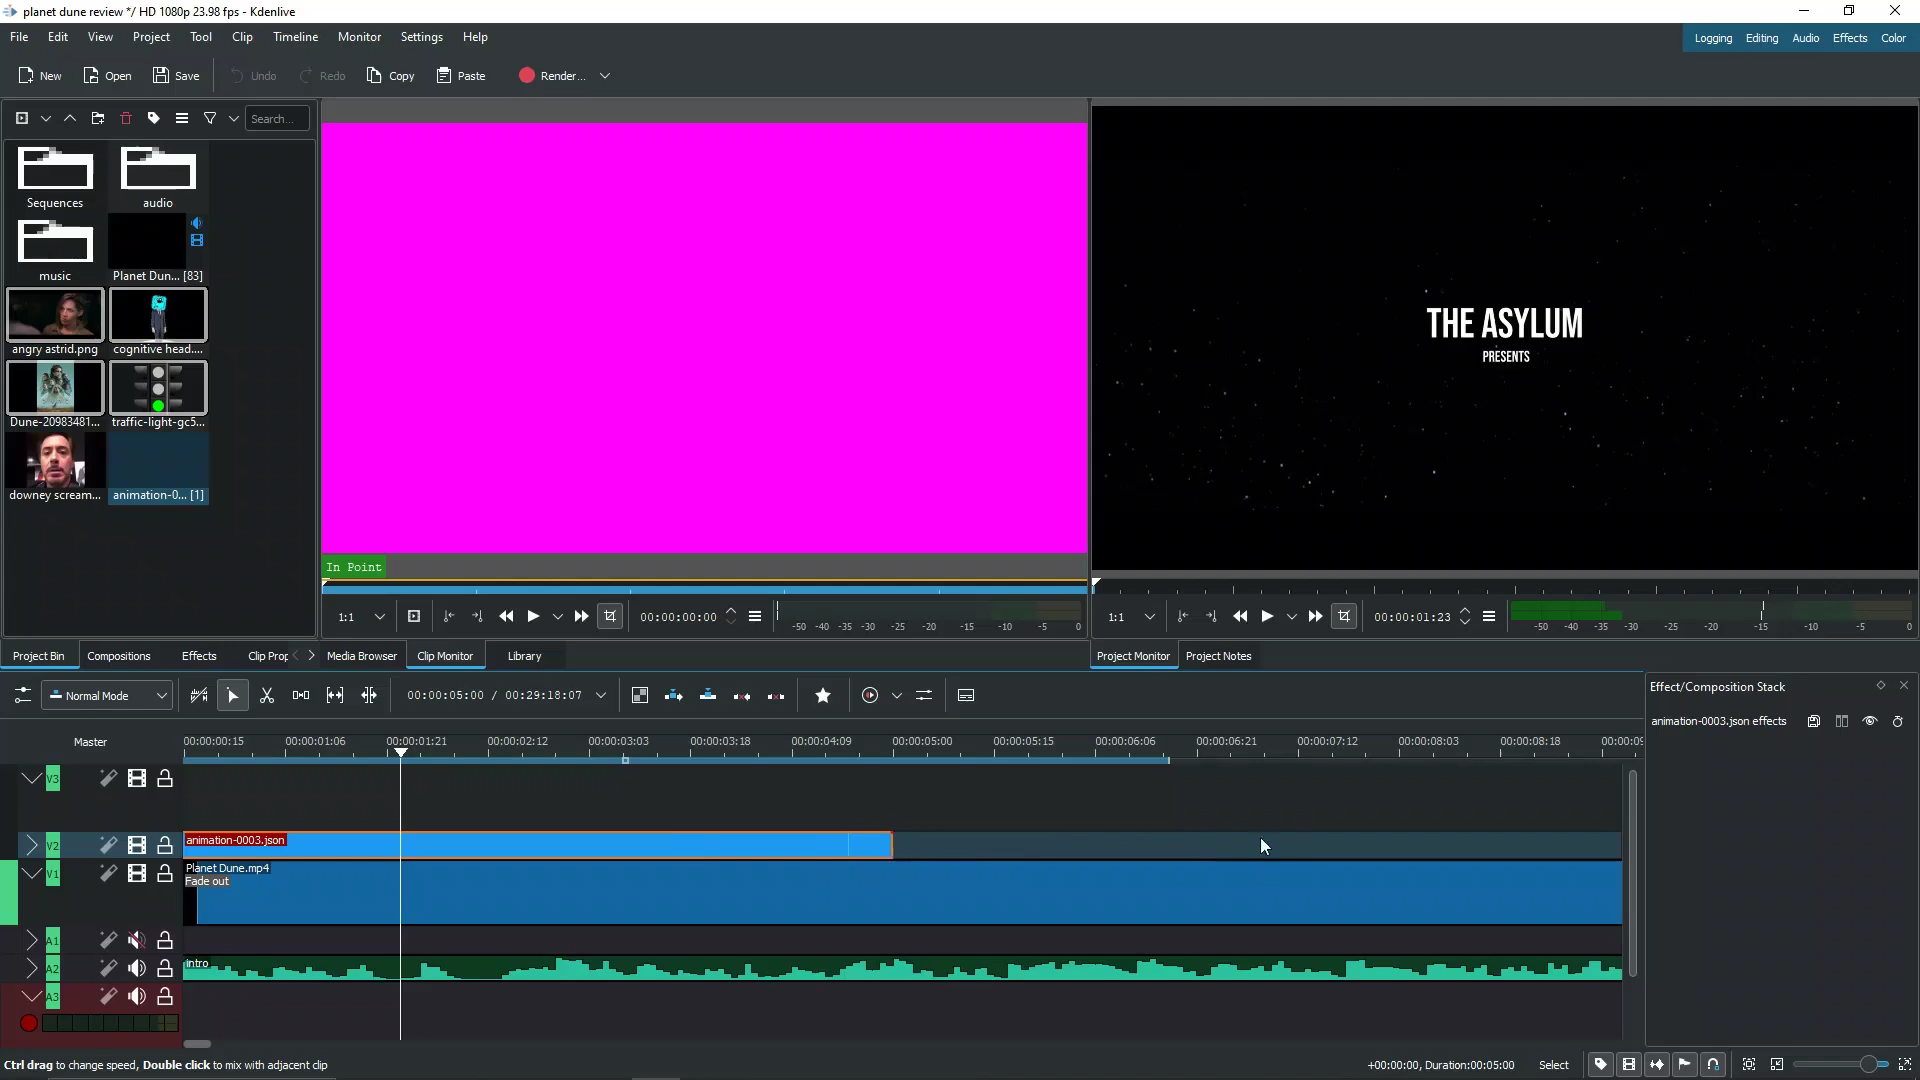 planet dune review */ HD 1080p 23.98 fps - Kdenlive
File Edit View Project Tool Clip Timeline Monitor Settings Help
Logging Editing Audio Effects Color
New Open Save Undo Redo Copy Paste Render...
Search...
Sequences audio
music Planet Dun... [83]
angry astrid.png cognitive head....
Dune-20983481... traffic-light-gc5...
downey scream... animation-0... [1]
THE ASYLUM
PRESENTS
In Point
1:1 00:00:00:00 -50 -40 -35 -30 -25 -20 -15 -10 -5 0
1:1 00:00:01:23 -50 -40 -35 -30 -25 -20 -15 -10 -5 0
Project Bin Compositions Effects Clip Prop Media Browser Clip Monitor Library
Project Monitor Project Notes
Normal Mode 00:00:05:00 / 00:29:18:07
Effect/Composition Stack
animation-0003.json effects
Master 00:00:00:15 00:00:01:06 00:00:01:21 00:00:02:12 00:00:03:03 00:00:03:18 00:00:04:09 00:00:05:00 00:00:05:15 00:00:06:06 00:00:06:21 00:00:07:12 00:00:08:03 00:00:08:18 00:00:09
V3
V2 animation-0003.json
V1 Planet Dune.mp4
Fade out
A1
A2 intro
A3
Ctrl drag to change speed, Double click to mix with adjacent clip
+00:00:00, Duration:00:05:00 Select